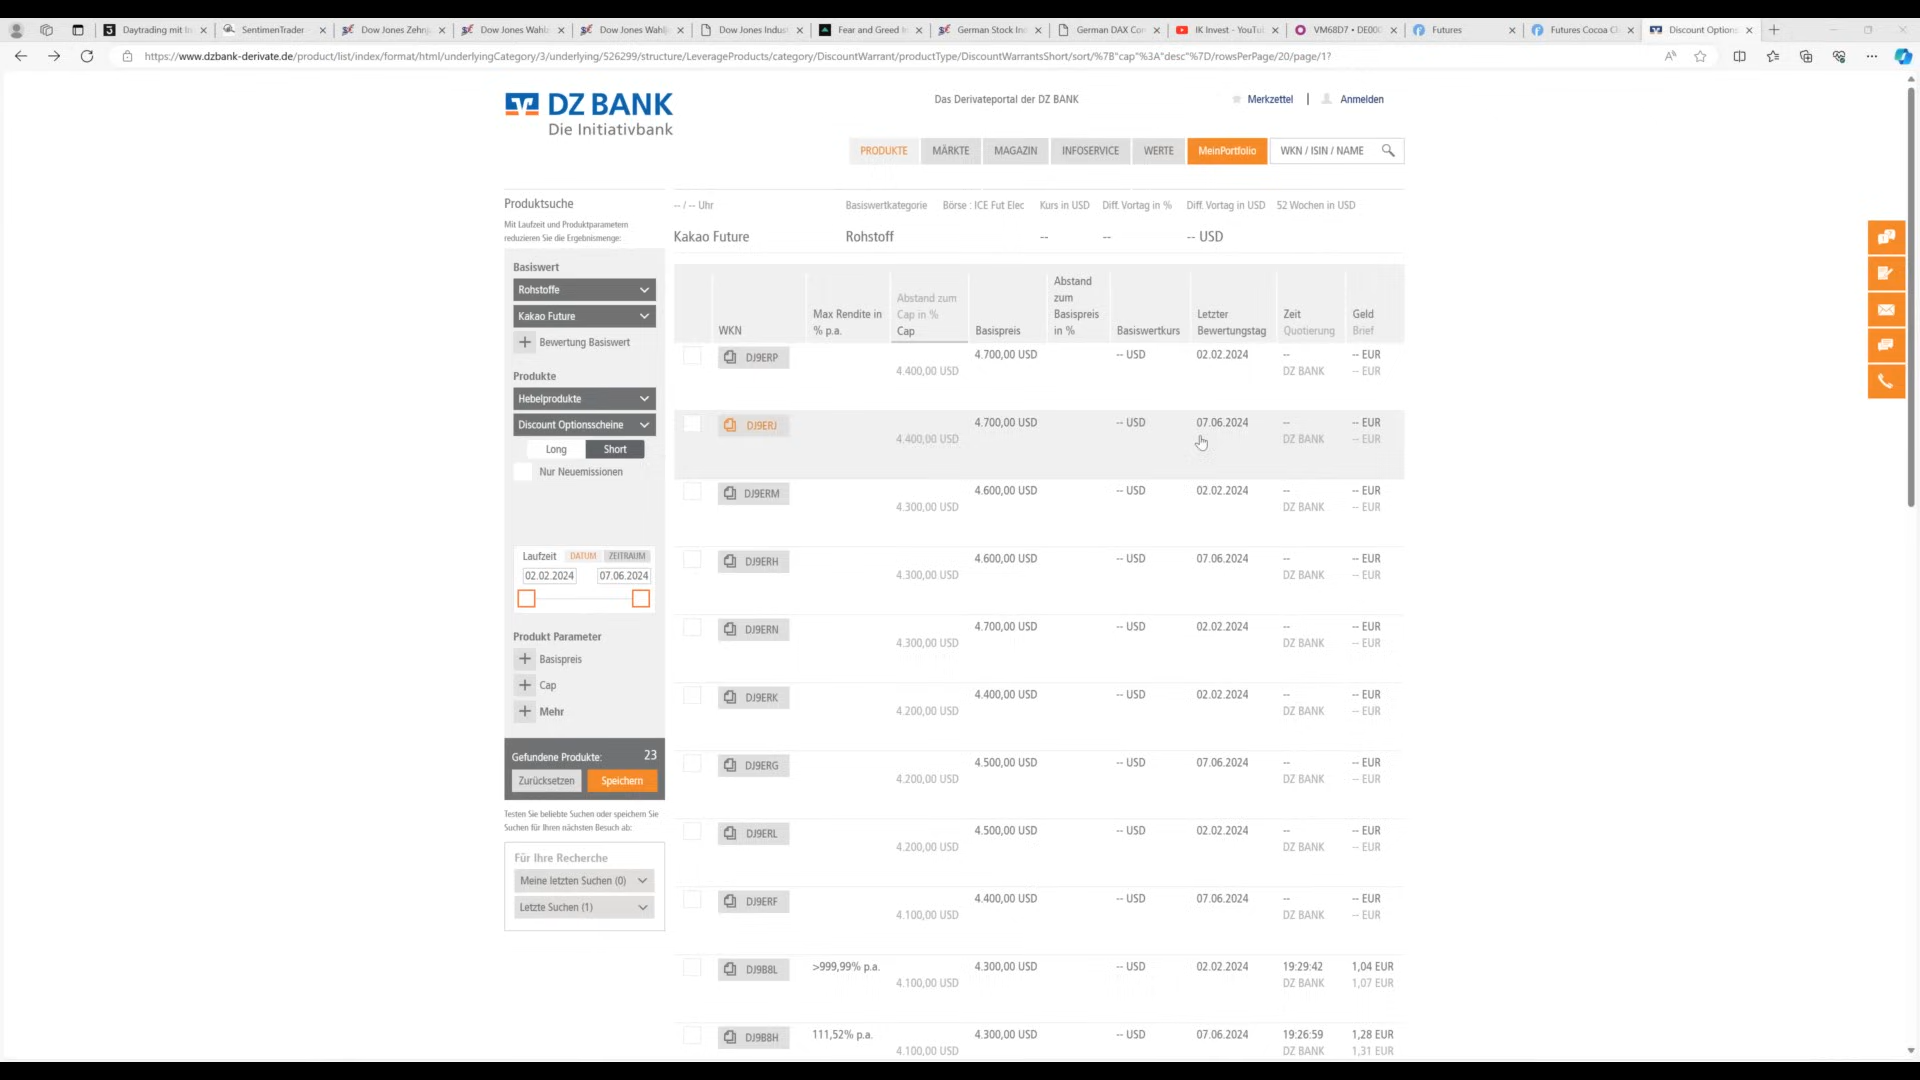 Daytrading mit In
SentimenTrader
Dow Jones Zehnj
Dow Jones Wahl
Dow Jones Wahlj
Dow Jones Indust
Fear and Greed In
German Stock Ind
German DAX Com
IK Invest - YouTub
VM68D7 • DE000
Futures
Futures Cocoa C
Discount Options
https://www.dzbank-derivate.de/product/list/index/format/html/underlyingCategory/3/underlying/526299/structure/LeverageProducts/category/DiscountWarrant/productType/DiscountWarrantsShort/sort/%7B"cap"%3A"desc"%7D/rowsPerPage/20/page/1?
DZ BANK
Die Initiativbank
Das Derivateportal der DZ BANK
Merkzettel | Anmelden
PRODUKTE MÄRKTE MAGAZIN INFOSERVICE WERTE MeinPortfolio WKN / ISIN / NAME
Produktsuche
Mit Laufzeit und Produktparametern
reduzieren Sie die Ergebnismenge:
Basiswert
Rohstoffe
Kakao Future
Bewertung Basiswert
Produkte
Hebelprodukte
Discount Optionsscheine
Long Short
Nur Neuemissionen
Laufzeit DATUM ZEITRAUM
02.02.2024 07.06.2024
Produkt Parameter
Basispreis
Cap
Mehr
Gefundene Produkte: 23
Zurücksetzen Speichern
Testen Sie beliebte Suchen oder speichern Sie
Suchen für Ihren nächsten Besuch ab:
Für Ihre Recherche
Meine letzten Suchen (0)
Letzte Suchen (1)
-- / -- Uhr Basiswertkategorie Börse : ICE Fut Elec Kurs in USD Diff. Vortag in % Diff. Vortag in USD 52 Wochen in USD
Kakao Future Rohstoff -- -- -- USD
WKN
Max Rendite in
% p.a.
Abstand zum
Cap in %
Cap
Basispreis
Abstand
zum
Basispreis
in %
Basiswertkurs
Letzter
Bewertungstag
Zeit
Quotierung
Geld
Brief
DJ9ERP 4.700,00 USD -- USD 02.02.2024 -- -- EUR
4.400,00 USD DZ BANK -- EUR
DJ9ERJ 4.700,00 USD -- USD 07.06.2024 -- -- EUR
4.400,00 USD DZ BANK -- EUR
DJ9ERM 4.600,00 USD -- USD 02.02.2024 -- -- EUR
4.300,00 USD DZ BANK -- EUR
DJ9ERH 4.600,00 USD -- USD 07.06.2024 -- -- EUR
4.300,00 USD DZ BANK -- EUR
DJ9ERN 4.700,00 USD -- USD 02.02.2024 -- -- EUR
4.300,00 USD DZ BANK -- EUR
DJ9ERK 4.400,00 USD -- USD 02.02.2024 -- -- EUR
4.200,00 USD DZ BANK -- EUR
DJ9ERG 4.500,00 USD -- USD 07.06.2024 -- -- EUR
4.200,00 USD DZ BANK -- EUR
DJ9ERL 4.500,00 USD -- USD 02.02.2024 -- -- EUR
4.200,00 USD DZ BANK -- EUR
DJ9ERF 4.400,00 USD -- USD 07.06.2024 -- -- EUR
4.100,00 USD DZ BANK -- EUR
DJ9B8L >999,99% p.a. 4.300,00 USD -- USD 02.02.2024 19:29:42 1,04 EUR
4.100,00 USD DZ BANK 1,07 EUR
DJ9B8H 111,52% p.a. 4.300,00 USD -- USD 07.06.2024 19:26:59 1,28 EUR
4.100,00 USD DZ BANK 1,31 EUR